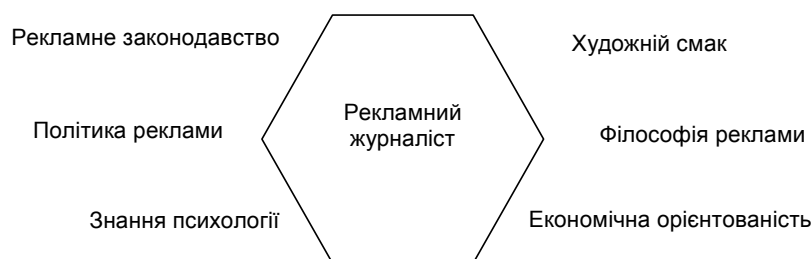 Рекламне законодавство
Художній смак
Рекламний
журналіст
Політика реклами
Філософія реклами
Знання психології
Економічна орієнтованість